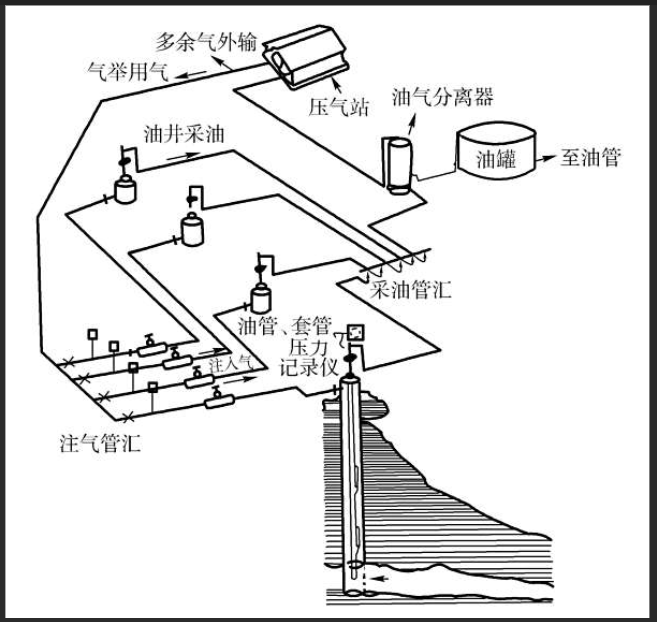 多余气外输
气举用气
压气站
油气分离器
油井采油
油罐
至油管
采油管汇
油管、套管
压力
记录仪
注入气
注气管汇